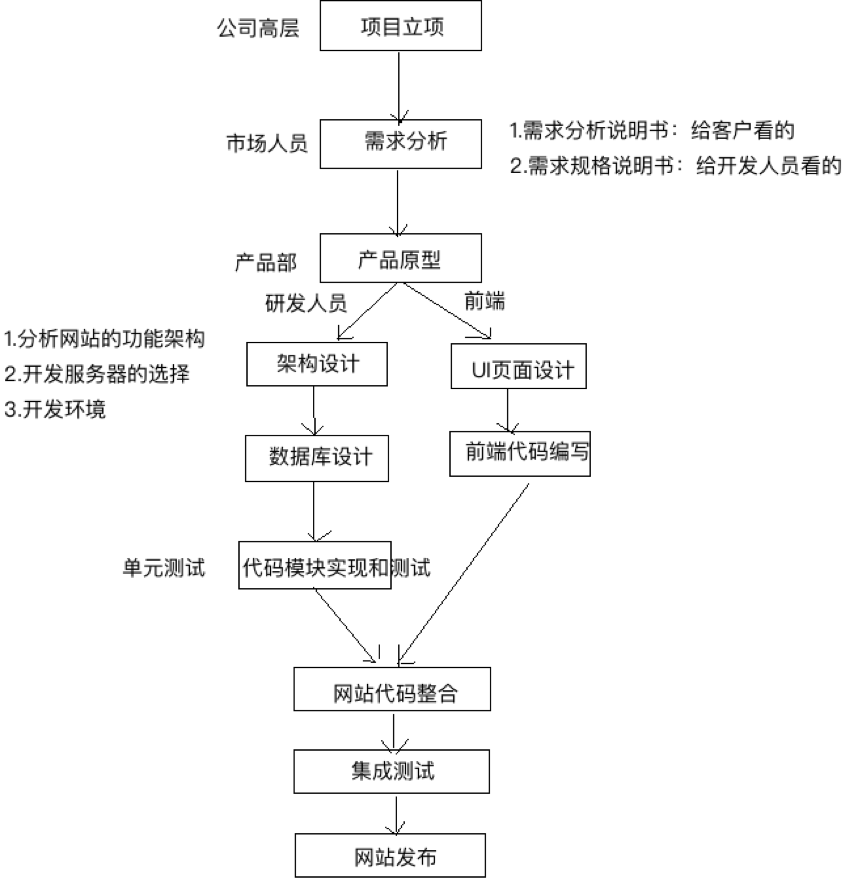 公司高层
项目立项
市场人员
需求分析
1.需求分析说明书：给客户看的
2.需求规格说明书：给开发人员看的
产品部
产品原型
研发人员
前端
1.分析网站的功能架构
2.开发服务器的选择
3.开发环境
架构设计
UI页面设计
数据库设计
前端代码编写
单元测试
代码模块实现和测试
网站代码整合
集成测试
网站发布